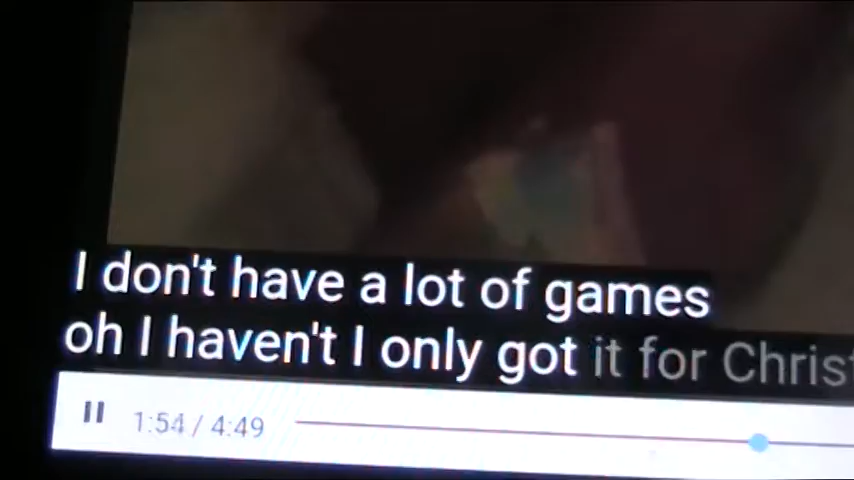 I don't have a lot of games
oh I haven't I only got it for Christ
1:54 / 4:49